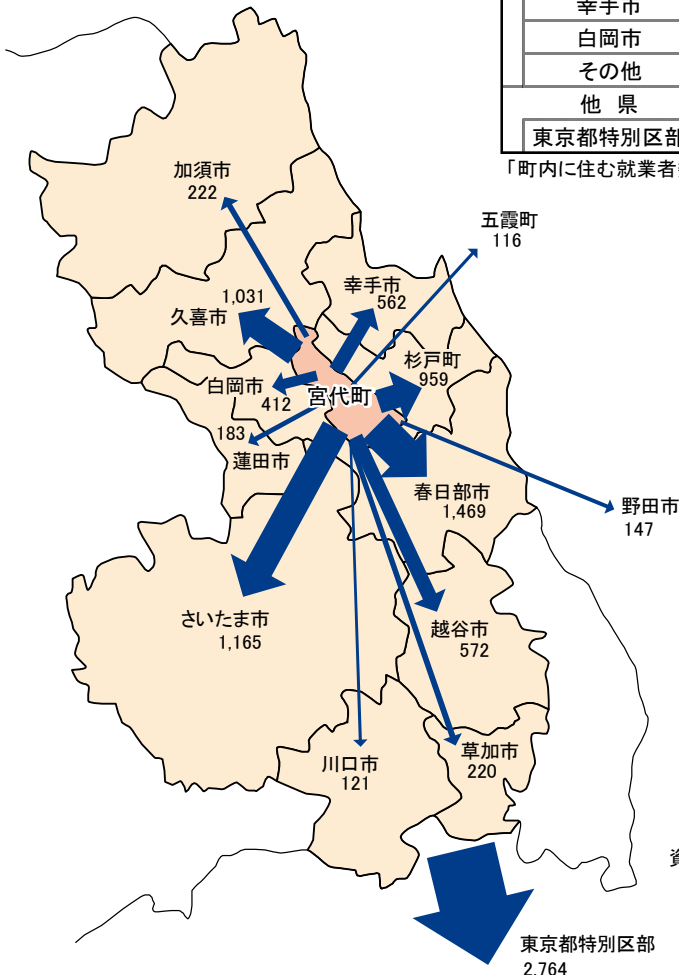 幸手市
白岡市
その他
他 県
東京都特別区部
「町内に住む就業者
加須市
222
五霞町
116
幸手市
562
1,031
久喜市
杉戸町
959
白岡市
412
宮代町
183
蓮田市
春日部市
1,469
野田市
147
さいたま市
1,165
越谷市
572
草加市
220
川口市
121
東京都特別区部
2,764